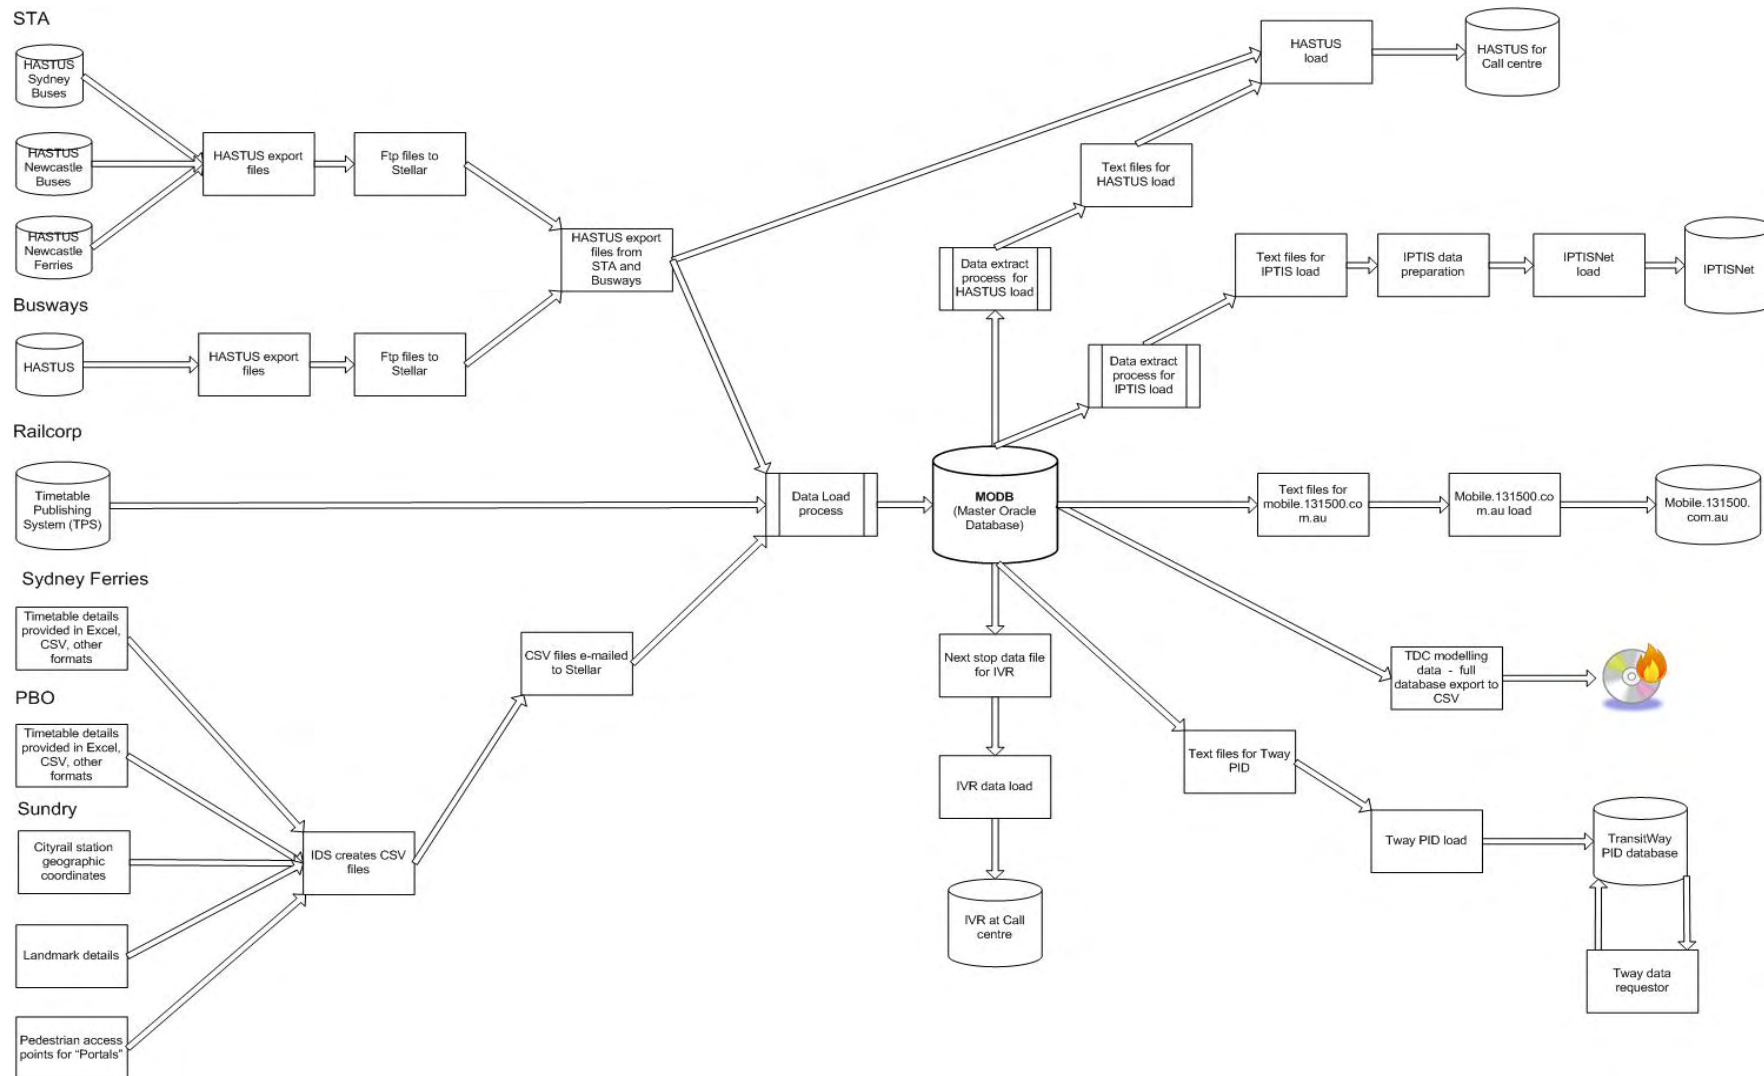 STA
HASTUS
Sydney
Buses
HASTUS
Newcastle
Buses
HASTUS
Newcastle
Ferries
HASTUS export
files
Ftp files to
Stellar
HASTUS export
files from
STA and
Busways
Busways
HASTUS
HASTUS export
files
Ftp files to
Stellar
Railcorp
Timetable
Publishing
System (TPS)
Sydney Ferries
Timetable details
provided in Excel,
CSV, other
formats
PBO
Timetable details
provided in Excel,
CSV, other
formats
Sundry
Cityrail station
geographic
coordinates
Landmark details
Pedestrian access
points for “Portals”
IDS creates CSV
files
CSV files e-mailed
to Stellar
Data Load
process
MODB
(Master Oracle
Database)
Data extract
process for
HASTUS load
Text files for
HASTUS load
HASTUS
load
HASTUS for
Call centre
Data extract
process for
IPTIS load
Text files for
IPTIS load
IPTIS data
preparation
IPTISNet
load
IPTISNet
Text files for
mobile.131500.co
m.au
Mobile.131500.co
m.au load
Mobile.131500.
com.au
TDC modelling
data - full
database export to
CSV
Next stop data file
for IVR
IVR data load
IVR at Call
centre
Text files for Tway
PID
Tway PID load
TransitWay
PID database
Tway data
requestor